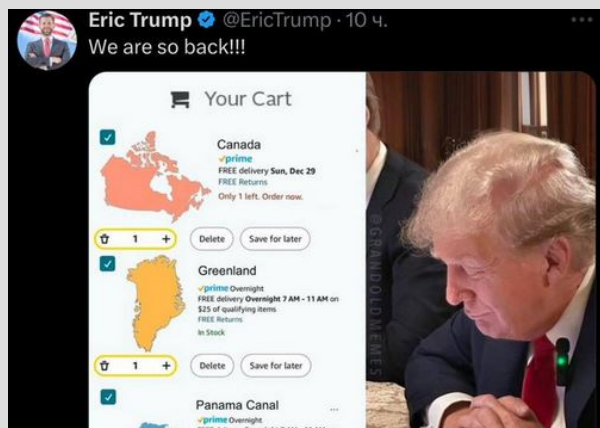 Eric Trump @EricTrump · 10 ч.
We are so back!!!
Your Cart
Canada
prime
FREE delivery Sun, Dec 29
FREE Returns
Only 1 left. Order now.
1 + Delete Save for later
Greenland
prime Overnight
FREE delivery Overnight 7 AM - 11 AM on
$25 of qualifying items
FREE Returns
In Stock
1 + Delete Save for later
Panama Canal
prime Overnight
@GRANDOLDMEMES